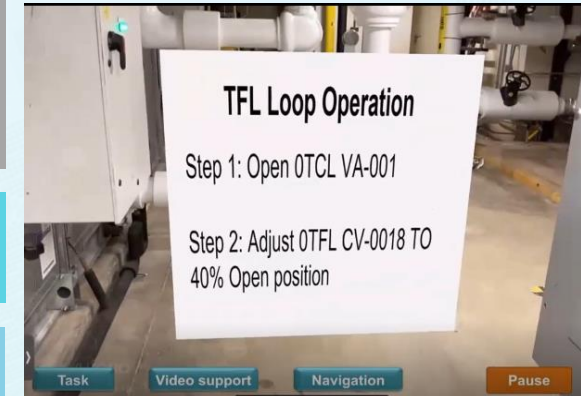 TFL Loop Operation
Step 1: Open 0TCL VA-001
Step 2: Adjust 0TFL CV-0018 TO
40% Open position
Task
Video support
Navigation
Pause